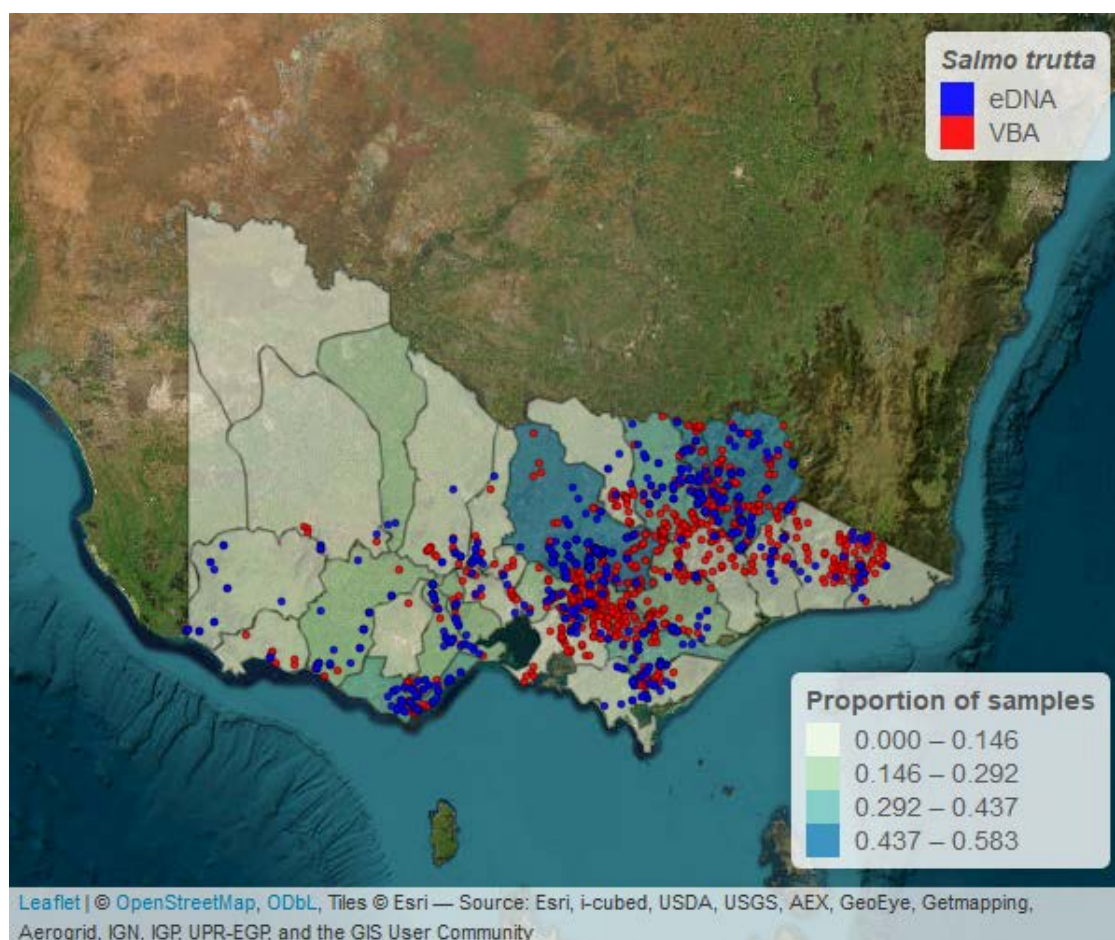 Salmo trutta
eDNA
VBA
Proportion of samples
0.000 – 0.146
0.146 – 0.292
0.292 – 0.437
0.437 – 0.583
Leaflet | © OpenStreetMap, ODbL, Tiles © Esri — Source: Esri, i-cubed, USDA, USGS, AEX, GeoEye, Getmapping,
Aerogrid, IGN, IGP, UPR-EGP, and the GIS User Community